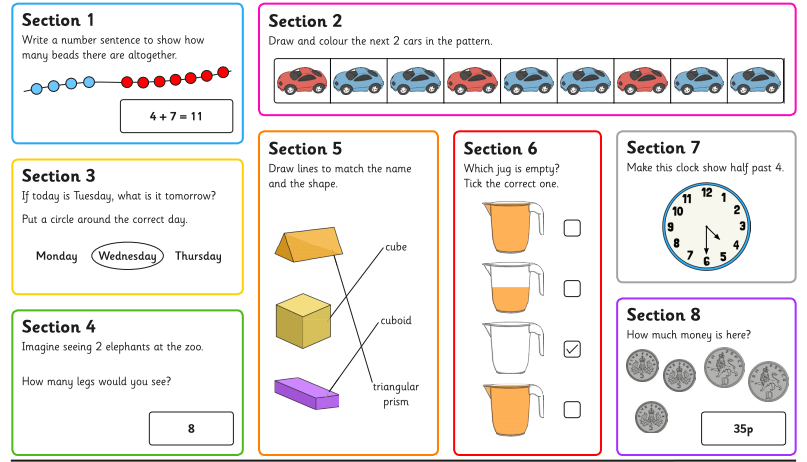 Section 1
Write a number sentence to show how
many beads there are altogether.
4 + 7 = 11
Section 2
Draw and colour the next 2 cars in the pattern.
Section 3
If today is Tuesday, what is it tomorrow?
Put a circle around the correct day.
Monday Wednesday Thursday
Section 4
Imagine seeing 2 elephants at the zoo.
How many legs would you see?
8
Section 5
Draw lines to match the name
and the shape.
cube
cuboid
triangular
prism
Section 6
Which jug is empty?
Tick the correct one.
Section 7
Make this clock show half past 4.
12
1
2
3
4
5
6
7
8
9
10
11
Section 8
How much money is here?
35p